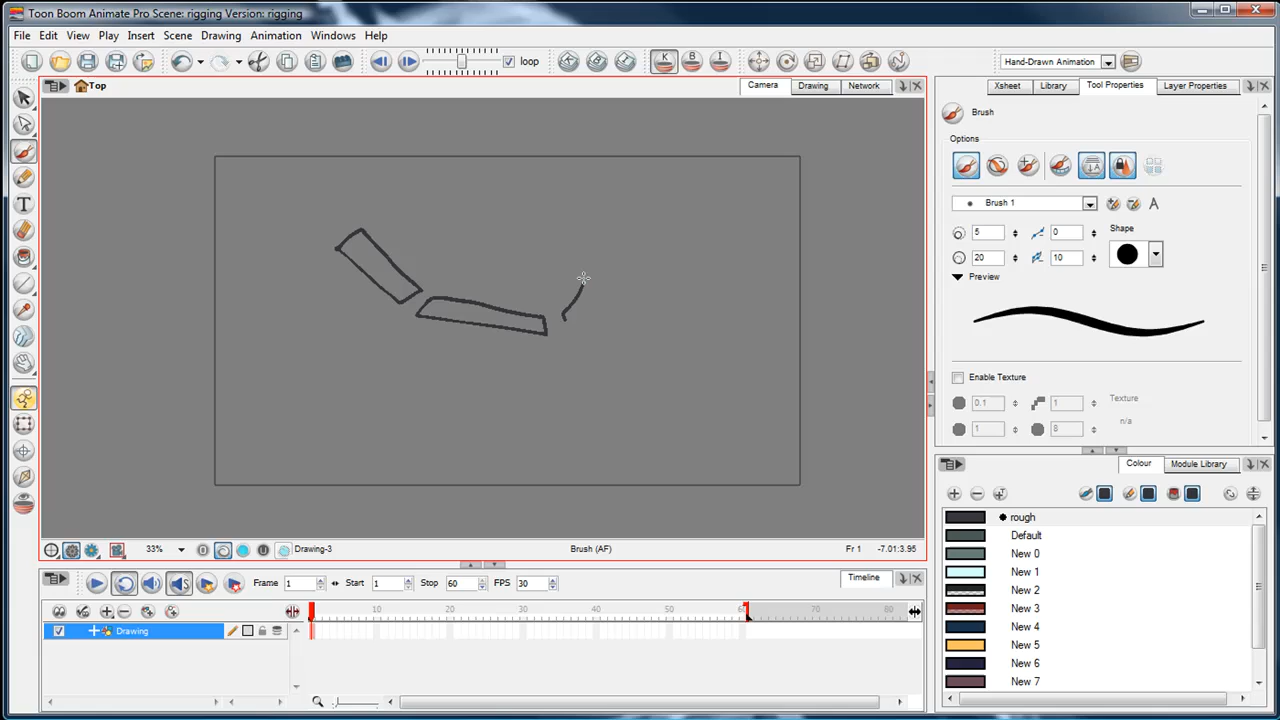 Toon Boom Animate Pro Scene: rigging Version: rigging
File Edit View Play Insert Scene Drawing Animation Windows Help
loop K B I Hand-Drawn Animation
Top Camera Drawing Network
Xsheet Library Tool Properties Layer Properties
Brush
Options
Brush 1 A
5 0 Shape
20 10
Preview
Enable Texture
0.1 1 Texture
1 8 n/a
Colour Module Library
rough
Default
New 0
New 1
New 2
New 3
New 4
New 5
New 6
New 7
33% Drawing-3 Brush (AF) Fr 1 -7.01:3.95
Frame 1 Start 1 Stop 60 FPS 30 Timeline
10 20 30 40 50 60 70 80
Drawing